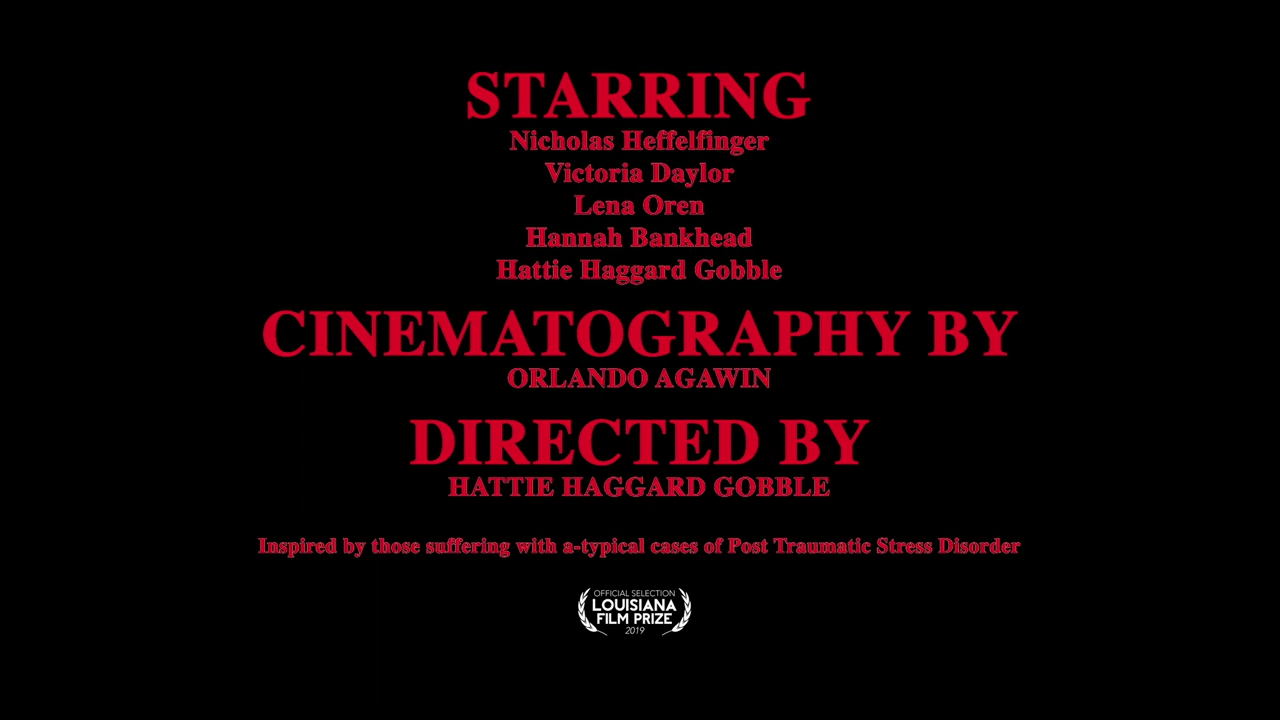 STARRING
Nicholas Heffelfinger
Victoria Daylor
Lena Oren
Hannah Bankhead
Hattie Haggard Gobble
CINEMATOGRAPHY BY
ORLANDO AGAWIN
DIRECTED BY
HATTIE HAGGARD GOBBLE
Inspired by those suffering with a-typical cases of Post Traumatic Stress Disorder
OFFICIAL SELECTION
LOUISIANA
FILM PRIZE
2019